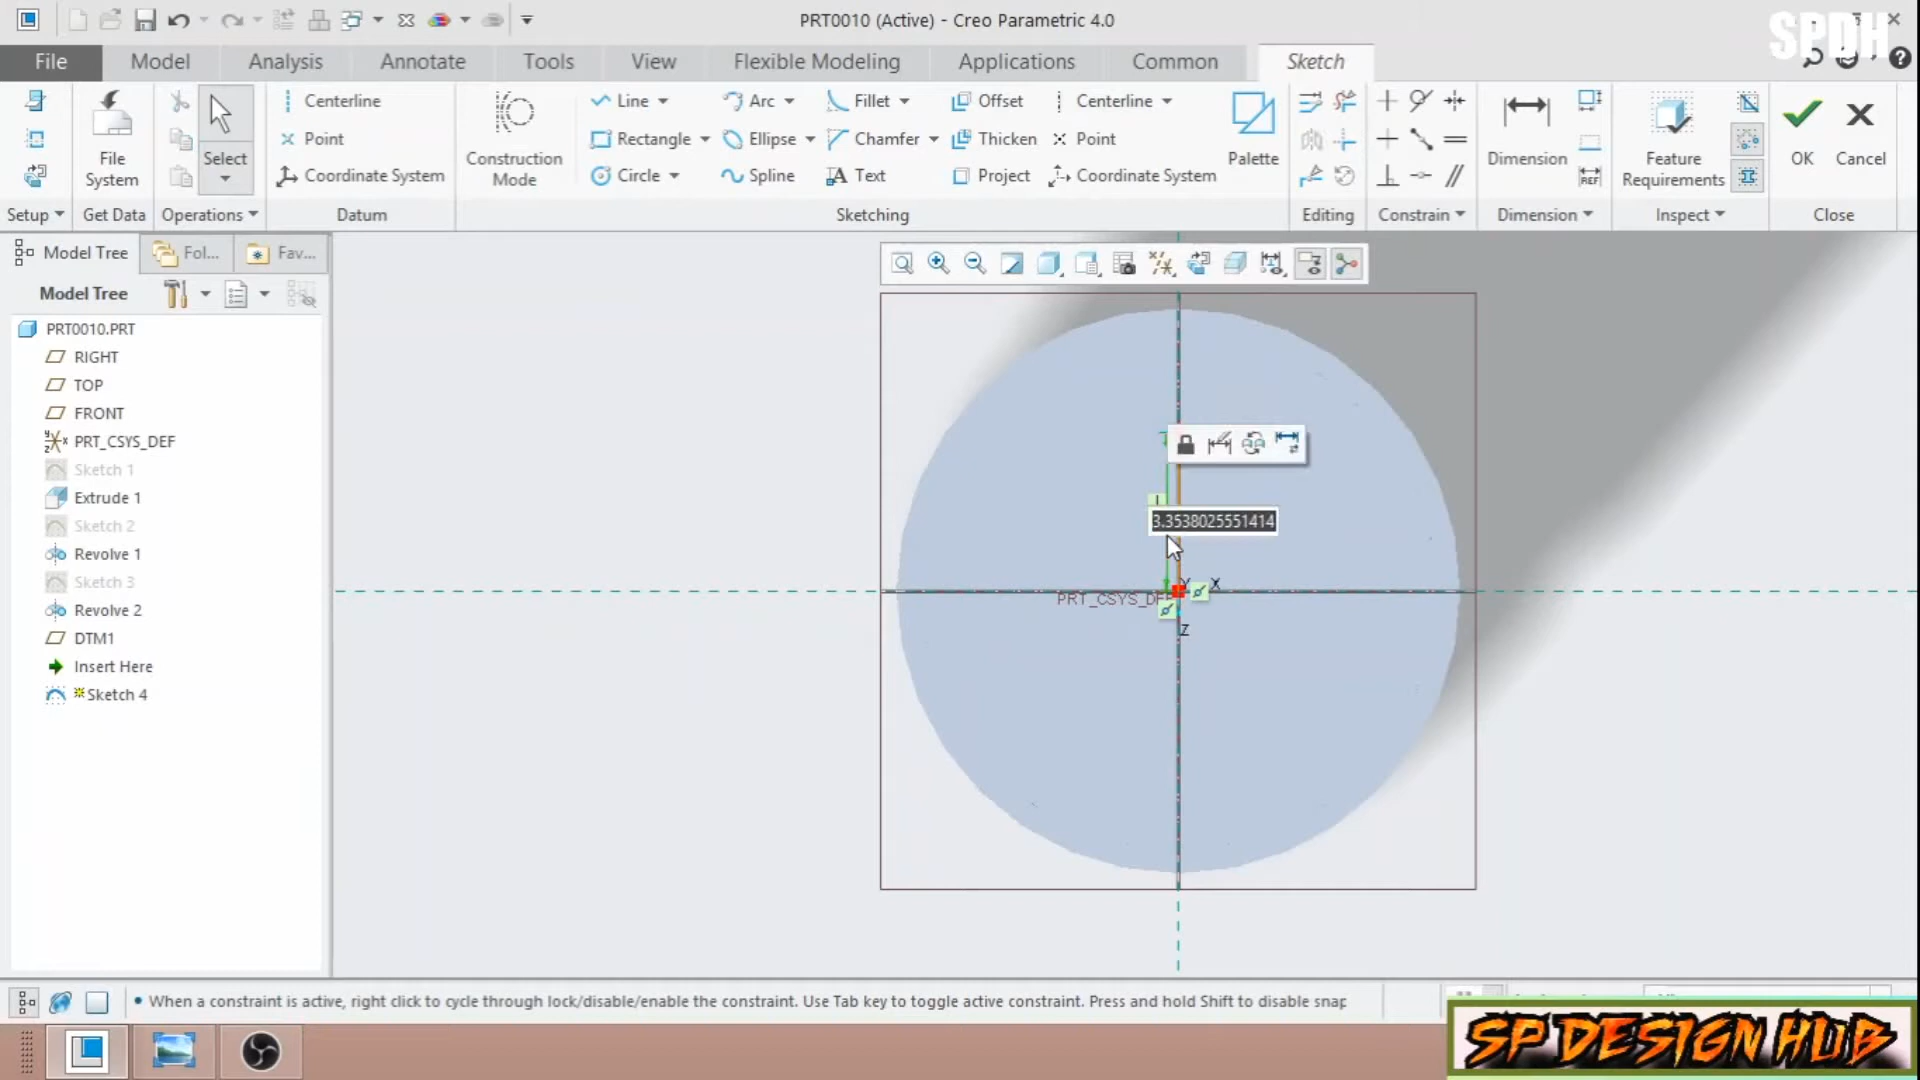 PRT0010 (Active) - Creo Parametric 4.0
SPDH
File Model Analysis Annotate Tools View Flexible Modeling Applications Common Sketch
Centerline Line Arc Fillet Offset Centerline
Point Rectangle Ellipse Chamfer Thicken Point
File System Select Construction Mode Palette Dimension Feature Requirements OK Cancel
Coordinate System Circle Spline Text Project Coordinate System
REF
Setup Get Data Operations Datum Sketching Editing Constrain Dimension Inspect Close
Model Tree Fol... Fav...
Model Tree
PRT0010.PRT
RIGHT
TOP
FRONT
PRT_CSYS_DEF
Sketch 1
Extrude 1
Sketch 2
Revolve 1
Sketch 3
Revolve 2
DTM1
Insert Here
Sketch 4
3.3538025551414
Y X
PRT_CSYS_DEF
Z
When a constraint is active, right click to cycle through lock/disable/enable the constraint. Use Tab key to toggle active constraint. Press and hold Shift to disable snap
SP DESIGN HUB